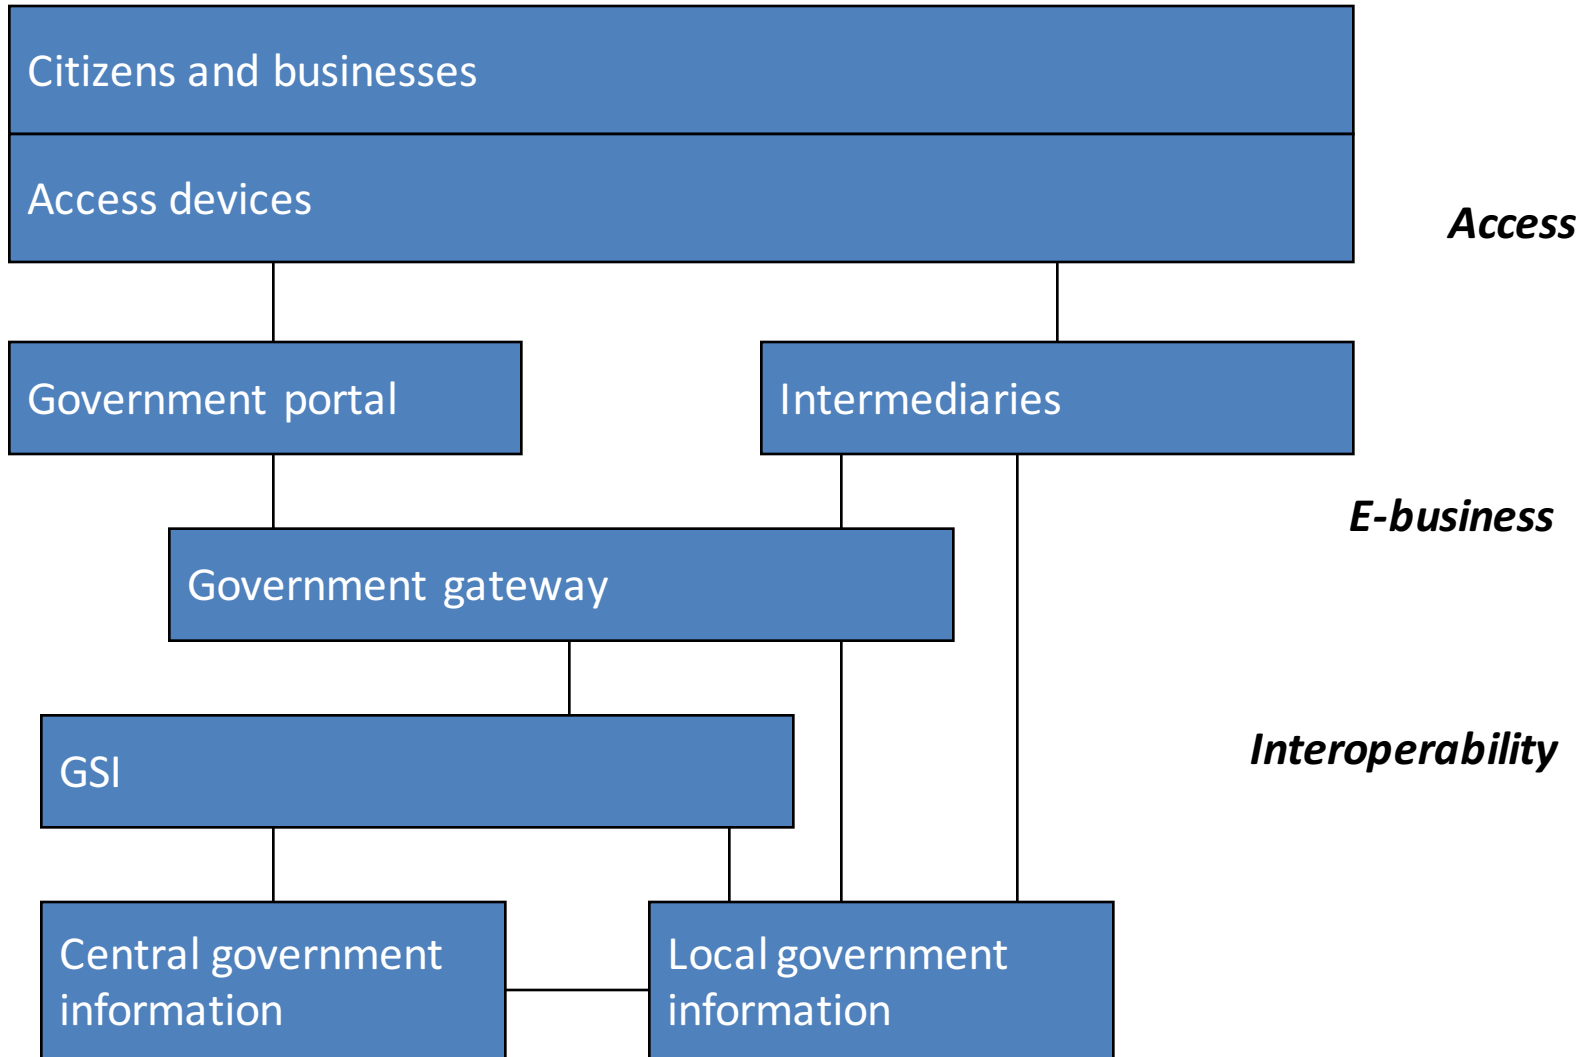 Citizens and businesses
Access devices
Access
Government portal
Intermediaries
E-business
Government gateway
GSI
Interoperability
Central government
information
Local government
information